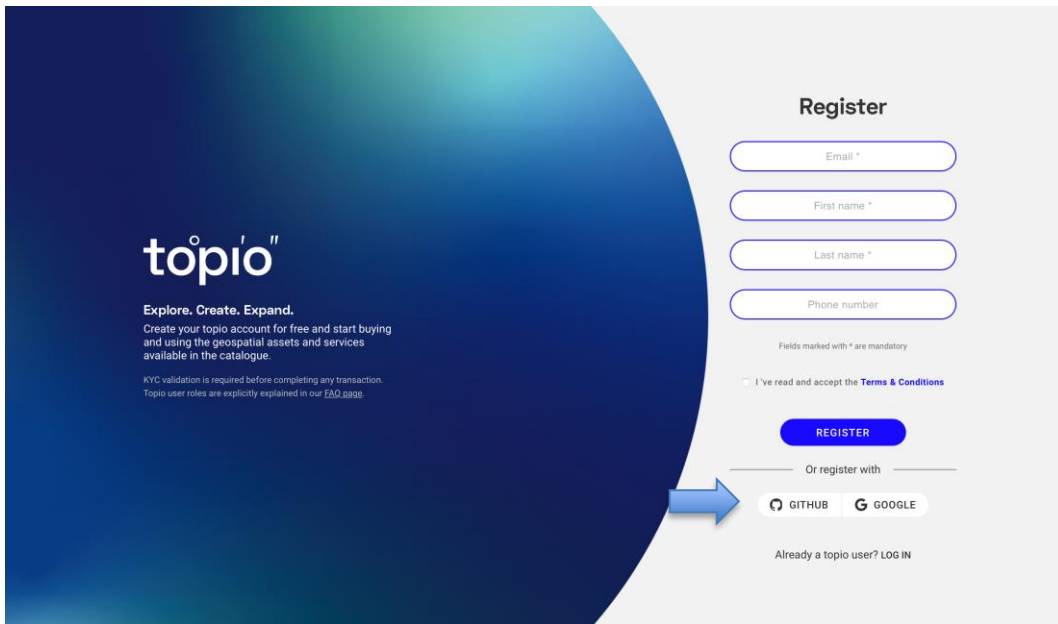 topio
Explore. Create. Expand.
Create your topio account for free and start buying
and using the geospatial assets and services
available in the catalogue.
KYC validation is required before completing any transaction.
Topio user roles are explicitly explained in our FAQ page.
Register
Email *
First name *
Last name *
Phone number
Fields marked with * are mandatory
I 've read and accept the Terms & Conditions
REGISTER
Or register with
GITHUB G GOOGLE
Already a topio user? LOG IN